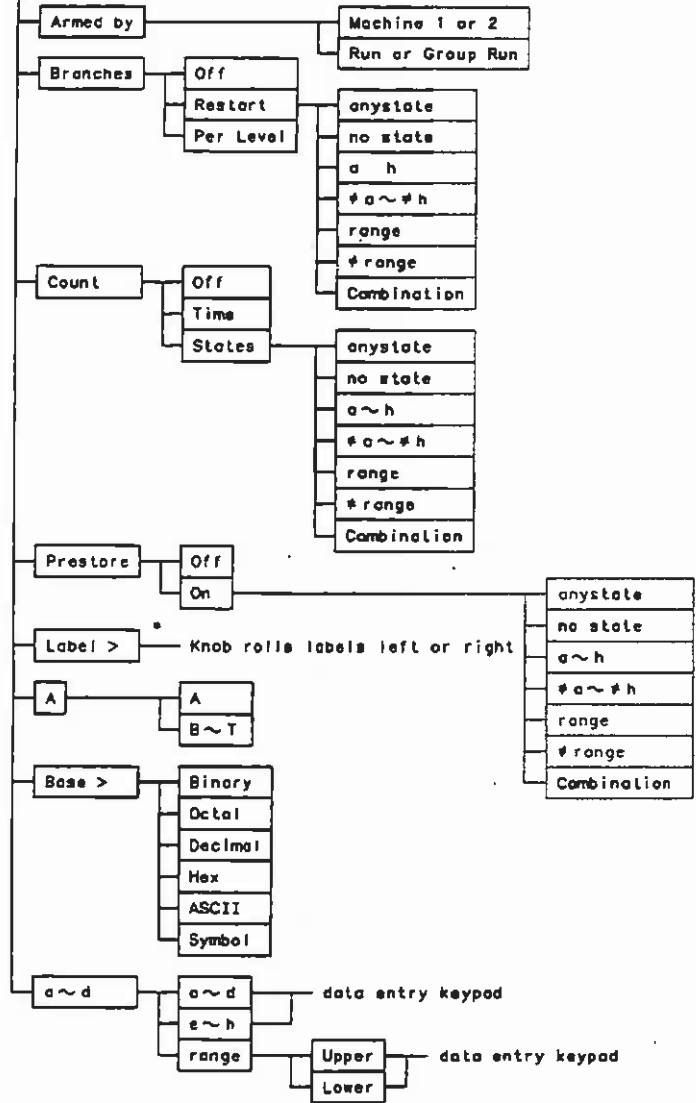 Armed by
Machine 1 or 2
Run or Group Run
Branches
Off
Restart
Per Level
anystate
no state
a h
≠a~≠h
range
≠range
Combination
Count
Off
Time
States
anystate
no state
a~h
≠a~≠h
range
≠range
Combination
Prestore
Off
On
anystate
no state
a~h
≠a~≠h
range
≠range
Combination
Label > * Knob rolls labels left or right
A
A
B~T
Base >
Binary
Octal
Decimal
Hex
ASCII
Symbol
a~d
a~d
e~h
range
data entry keypad
Upper
Lower
data entry keypad